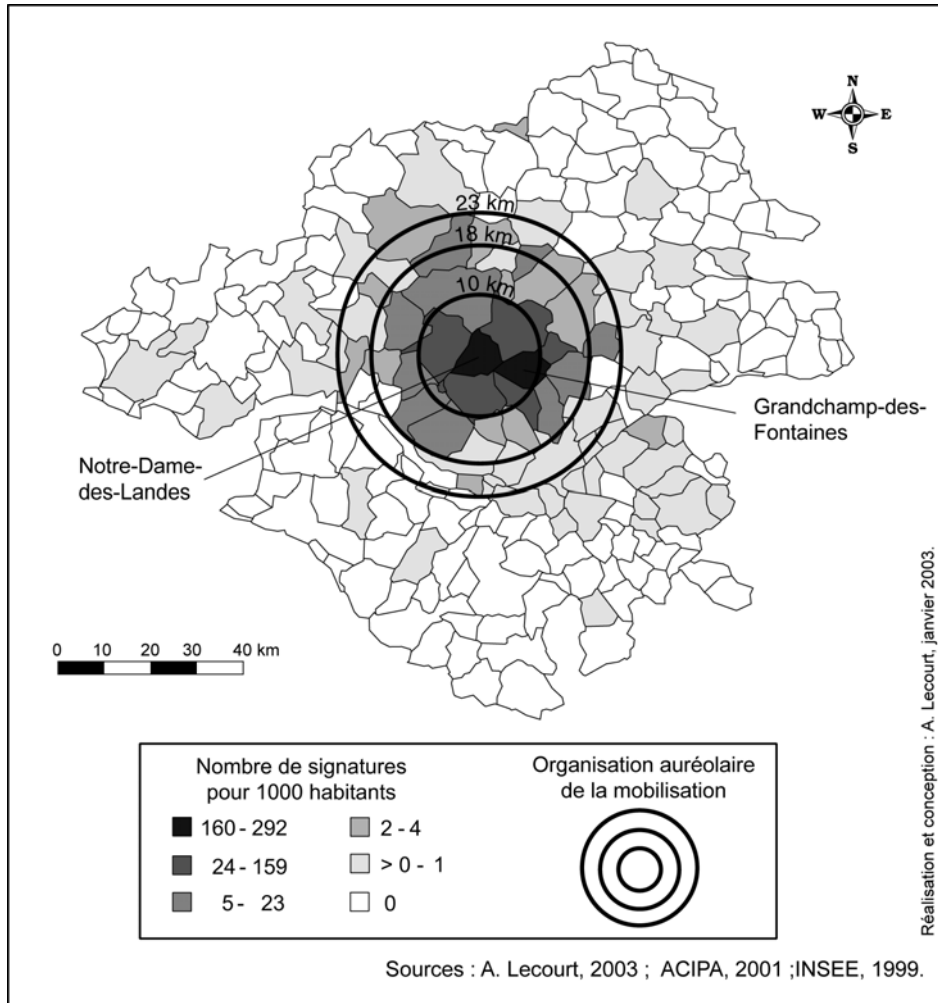 N
W E
S
23 km
18 km
10 km
Grandchamp-des-
Fontaines
Notre-Dame-
des-Landes
0 10 20 30 40 km
Nombre de signatures
pour 1000 habitants
160 - 292
24 - 159
5 - 23
2 - 4
> 0 - 1
0
Organisation auréolaire
de la mobilisation
Réalisation et conception : A. Lecourt, janvier 2003.
Sources : A. Lecourt, 2003 ; ACIPA, 2001 ;INSEE, 1999.